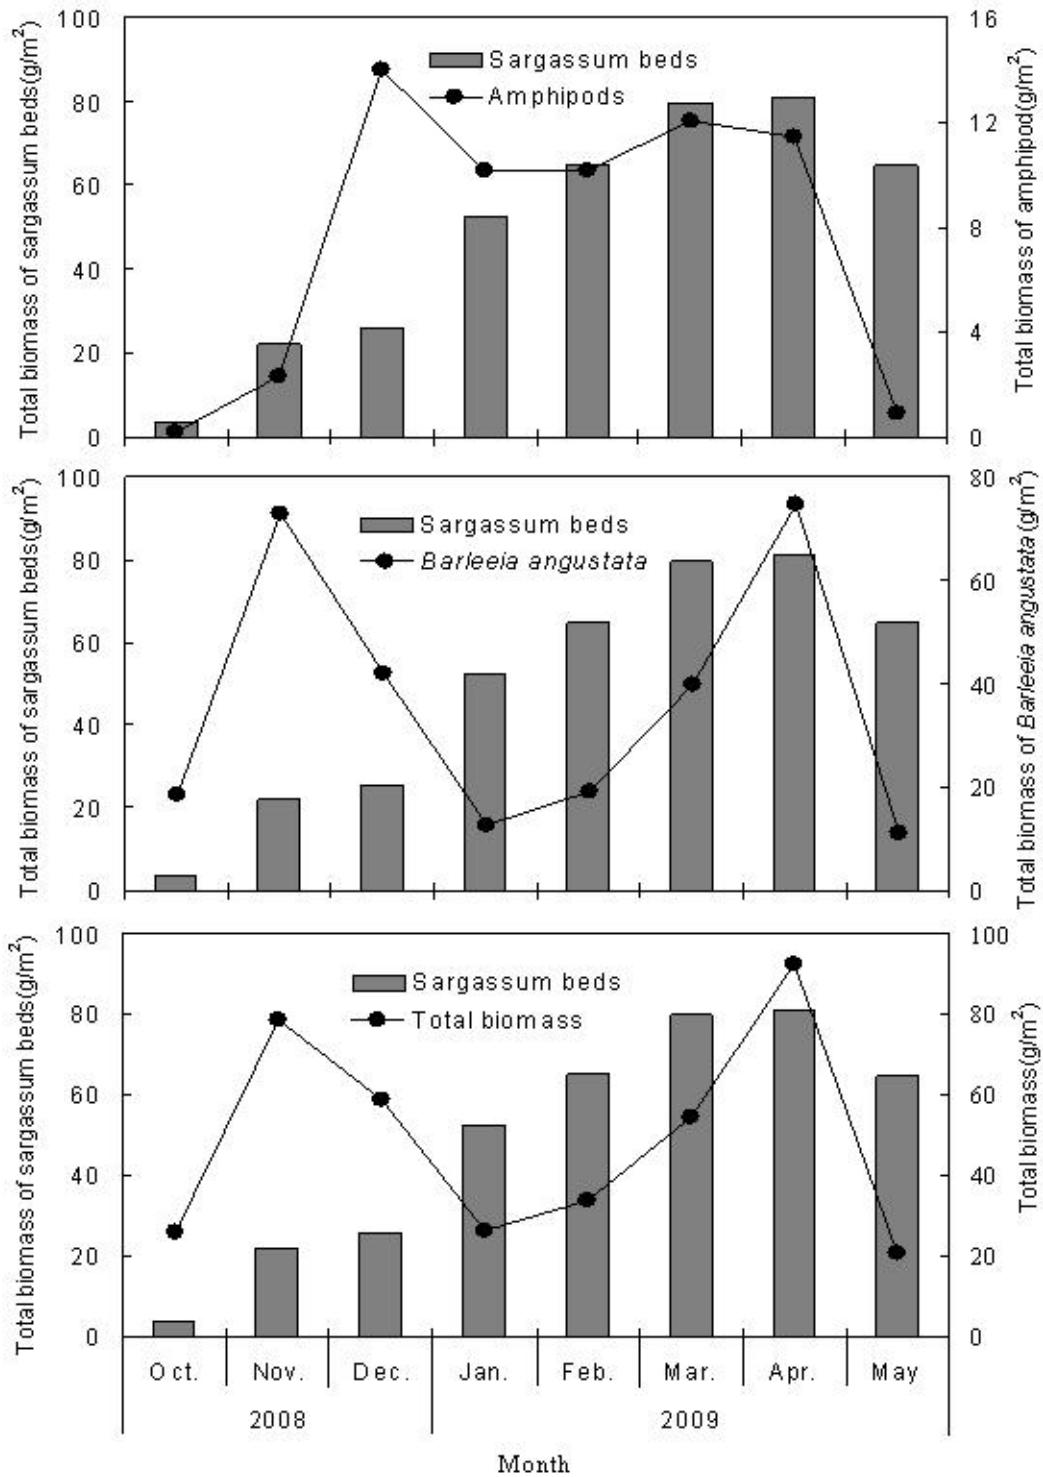 Total biomass of sargassum beds(g/m²)
100
80
60
40
20
0
Sargassum beds
Amphipods
16
12
8
4
0
Total biomass of amphipod(g/m²)
Total biomass of sargassum beds(g/m²)
100
80
60
40
20
0
Sargassum beds
Barleeia angustata
80
60
40
20
0
Total biomass of Barleeia angustata (g/m²)
Total biomass of sargassum beds(g/m²)
100
80
60
40
20
0
Sargassum beds
Total biomass
100
80
60
40
20
0
Total biomass(g/m²)
Oct. Nov. Dec. Jan. Feb. Mar. Apr. May
2008 2009
Month